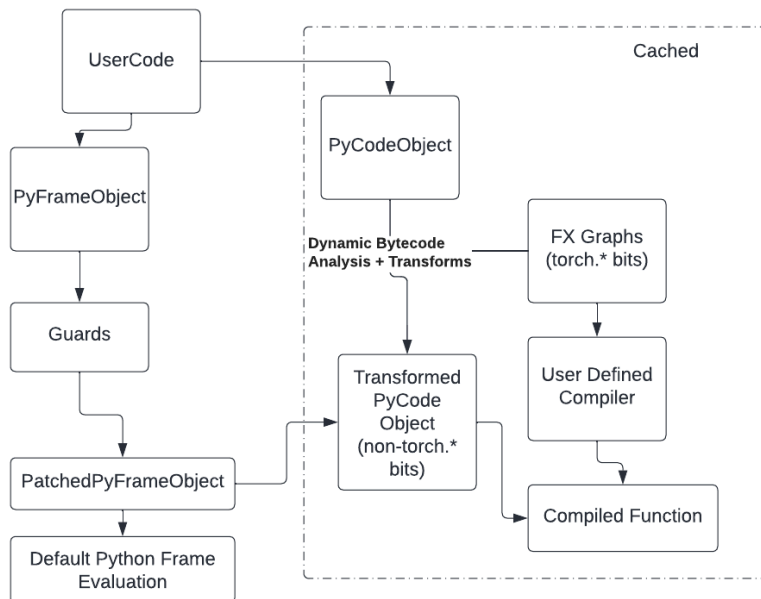 UserCode
Cached
PyCodeObject
PyFrameObject
Dynamic Bytecode
Analysis + Transforms
FX Graphs
(torch.* bits)
Guards
Transformed
PyCode
Object
(non-torch.*
bits)
User Defined
Compiler
PatchedPyFrameObject
Compiled Function
Default Python Frame
Evaluation